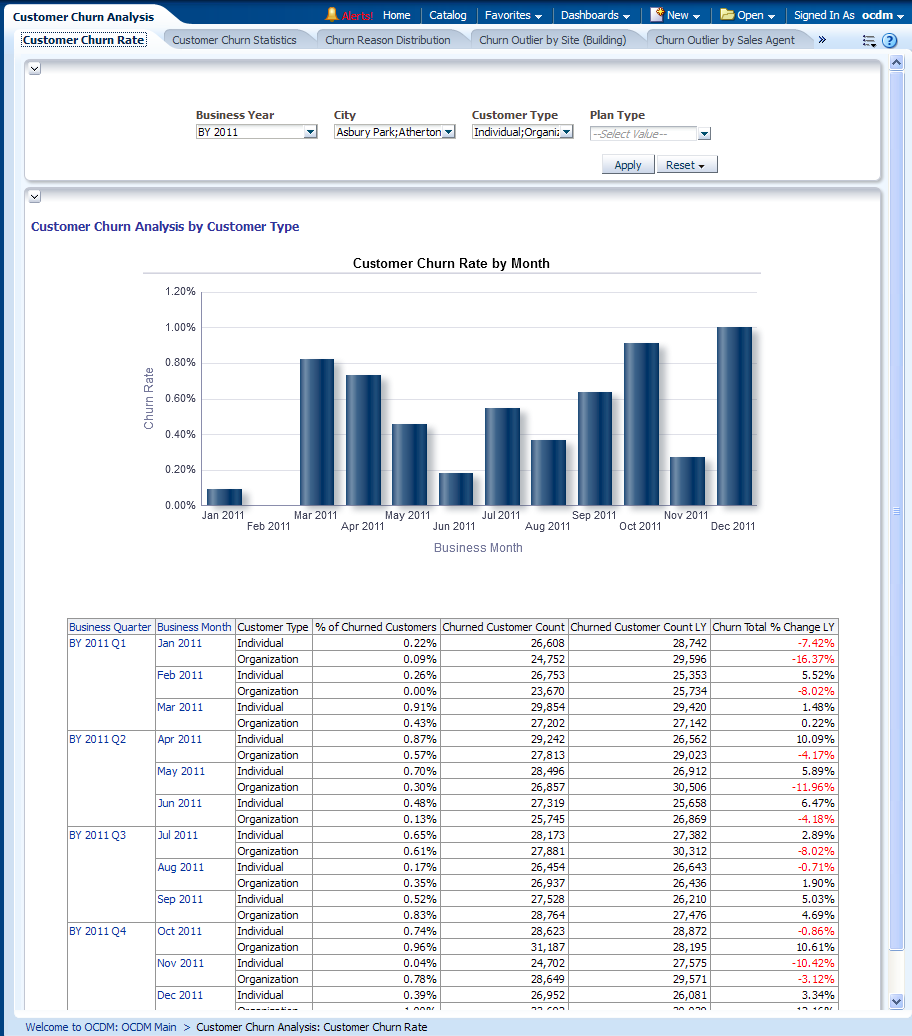 Customer Churn Analysis
Alerts! Home Catalog Favorites Dashboards New Open Signed In As ocdm
Customer Churn Rate Customer Churn Statistics Churn Reason Distribution Churn Outlier by Site (Building) Churn Outlier by Sales Agent »
Business Year City Customer Type Plan Type
BY 2011 Asbury Park;Atherton Individual;Organiz --Select Value--
Apply Reset
Customer Churn Analysis by Customer Type
Customer Churn Rate by Month
1.20%
1.00%
0.80%
0.60%
0.40%
0.20%
0.00%
Churn Rate
Jan 2011 Feb 2011 Mar 2011 Apr 2011 May 2011 Jun 2011 Jul 2011 Aug 2011 Sep 2011 Oct 2011 Nov 2011 Dec 2011
Business Month
Business Quarter Business Month Customer Type % of Churned Customers Churned Customer Count Churned Customer Count LY Churn Total % Change LY
BY 2011 Q1 Jan 2011 Individual 0.22% 26,608 28,742 -7.42%
Organization 0.09% 24,752 29,596 -16.37%
Feb 2011 Individual 0.26% 26,753 25,353 5.52%
Organization 0.00% 23,670 25,734 -8.02%
Mar 2011 Individual 0.91% 29,854 29,420 1.48%
Organization 0.43% 27,202 27,142 0.22%
BY 2011 Q2 Apr 2011 Individual 0.87% 29,242 26,562 10.09%
Organization 0.57% 27,813 29,023 -4.17%
May 2011 Individual 0.70% 28,496 26,912 5.89%
Organization 0.30% 26,857 30,506 -11.96%
Jun 2011 Individual 0.48% 27,319 25,658 6.47%
Organization 0.13% 25,745 26,869 -4.18%
BY 2011 Q3 Jul 2011 Individual 0.65% 28,173 27,382 2.89%
Organization 0.61% 27,881 30,312 -8.02%
Aug 2011 Individual 0.17% 26,454 26,643 -0.71%
Organization 0.35% 26,937 26,436 1.90%
Sep 2011 Individual 0.52% 27,528 26,210 5.03%
Organization 0.83% 28,764 27,476 4.69%
BY 2011 Q4 Oct 2011 Individual 0.74% 28,623 28,872 -0.86%
Organization 0.96% 31,187 28,195 10.61%
Nov 2011 Individual 0.04% 24,702 27,575 -10.42%
Organization 0.78% 28,649 29,571 -3.12%
Dec 2011 Individual 0.39% 26,952 26,081 3.34%
Welcome to OCDM: OCDM Main > Customer Churn Analysis: Customer Churn Rate